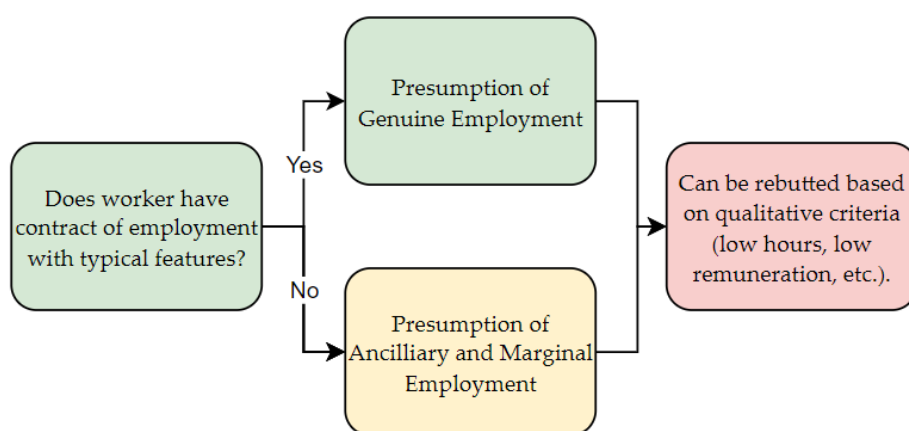 Does worker have
contract of employment
with typical features?
Yes
Presumption of
Genuine Employment
No
Presumption of
Ancilliary and Marginal
Employment
Can be rebutted based
on qualitative criteria
(low hours, low
remuneration, etc.).